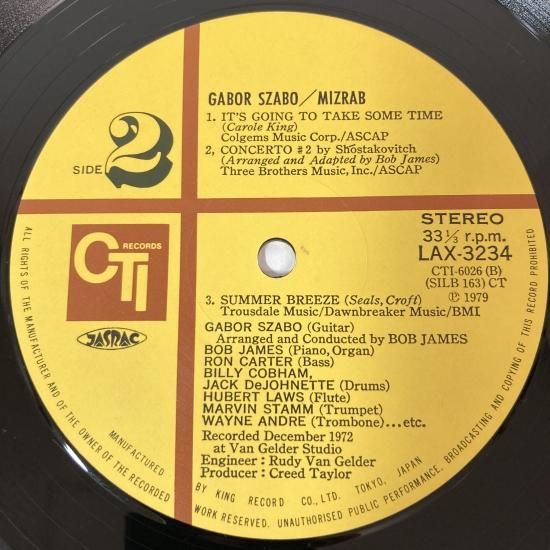 GABOR SZABO/MIZRAB
1. IT'S GOING TO TAKE SOME TIME
(Carole King)
Colgems Music Corp./ASCAP
2, CONCERTO #2 by Shostakovitch
(Arranged and Adapted by Bob James)
Three Brothers Music, Inc./ASCAP
SIDE 2
CTI RECORDS
JASRAC
STEREO
33⅓ r.p.m.
LAX-3234
CTI-6026 (B)
(SILB 163) CT
℗ 1979
3. SUMMER BREEZE (Seals, Croft)
Trousdale Music/Dawnbreaker Music/BMI
GABOR SZABO (Guitar)
Arranged and Conducted by BOB JAMES
BOB JAMES (Piano, Organ)
RON CARTER (Bass)
BILLY COBHAM,
JACK DeJOHNETTE (Drums)
HUBERT LAWS (Flute)
MARVIN STAMM (Trumpet)
WAYNE ANDRE (Trombone)...etc.
Recorded December 1972
at Van Gelder Studio
Engineer : Rudy Van Gelder
Producer : Creed Taylor
MANUFACTURED BY KING RECORD CO., LTD. TOKYO, JAPAN
ALL RIGHTS OF THE MANUFACTURER AND OF THE OWNER OF THE RECORDED WORK RESERVED. UNAUTHORISED PUBLIC PERFORMANCE, BROADCASTING AND COPYING OF THIS RECORD PROHIBITED